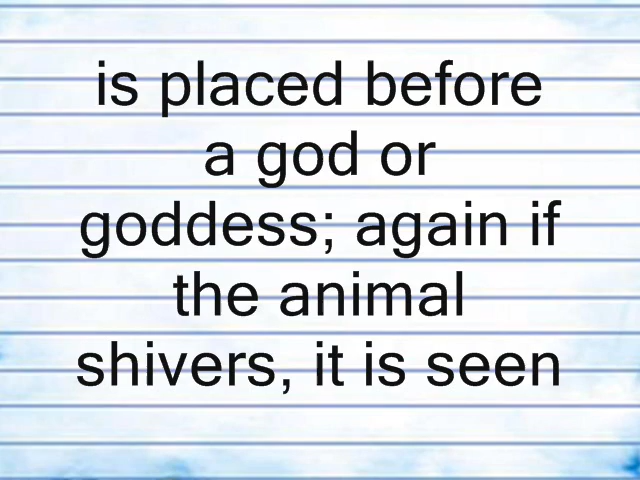 is placed before
a god or
goddess; again if
the animal
shivers, it is seen